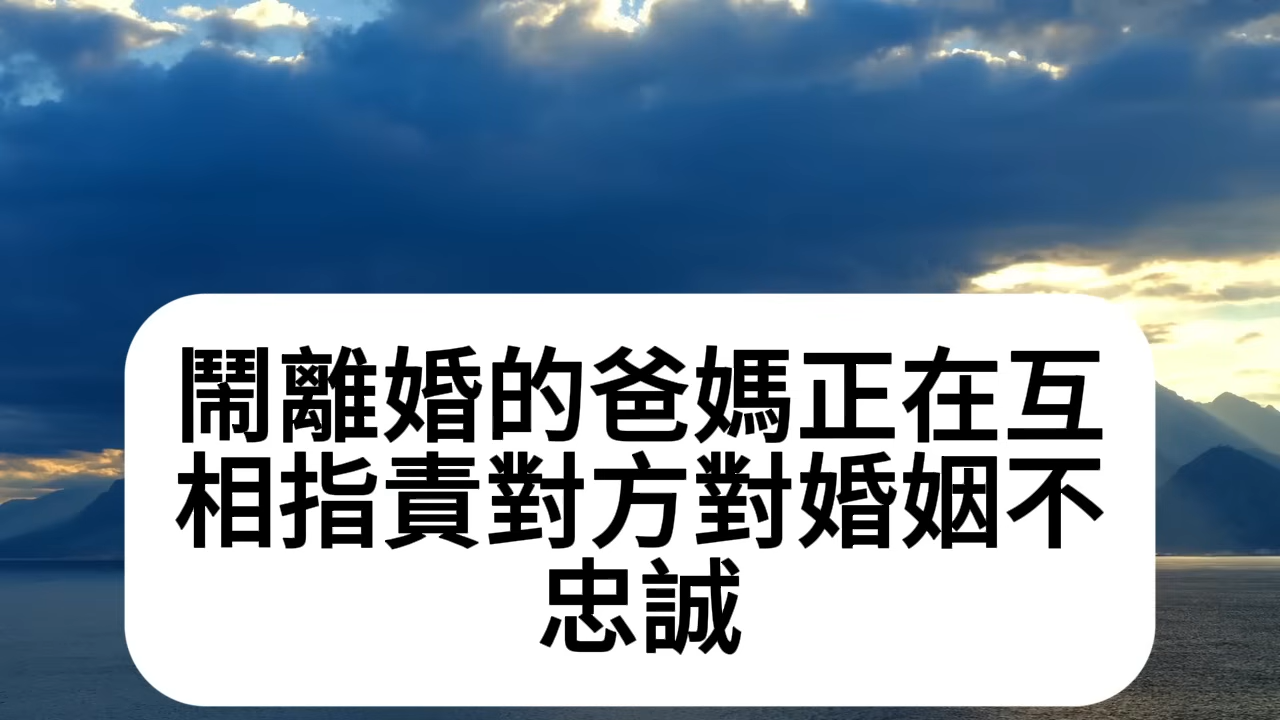 鬧離婚的爸媽正在互
相指責對方對婚姻不
忠誠